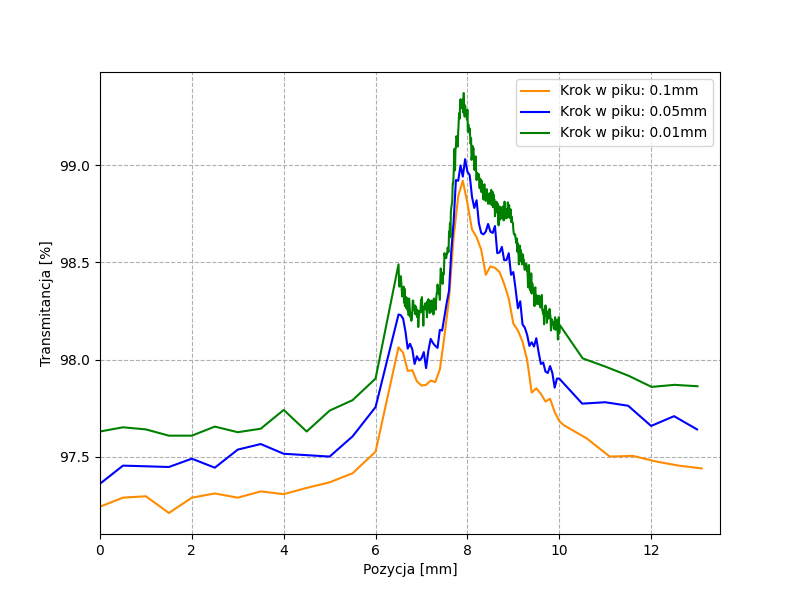 Krok w piku: 0.1mm
Krok w piku: 0.05mm
Krok w piku: 0.01mm
99.0
98.5
98.0
97.5
Transmitancja [%]
0 2 4 6 8 10 12
Pozycja [mm]